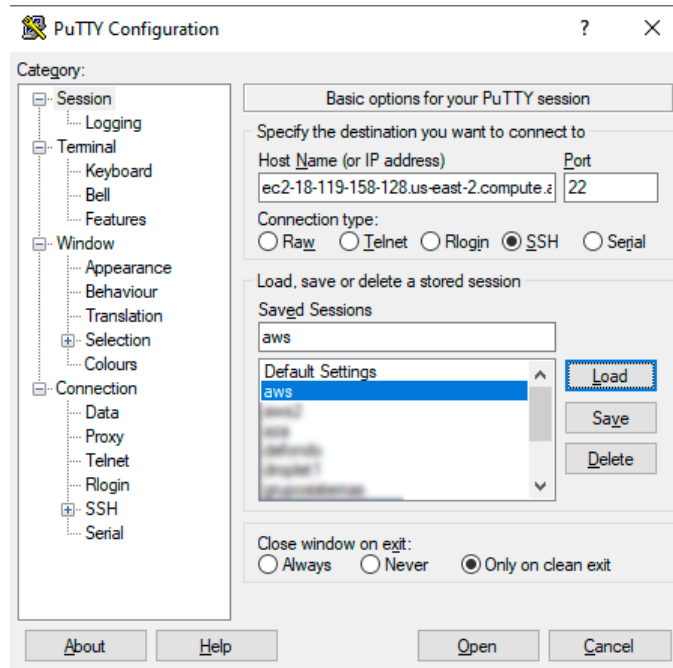 PuTTY Configuration
?
Category:
Session
Logging
Terminal
Keyboard
Bell
Features
Window
Appearance
Behaviour
Translation
Selection
Colours
Connection
Data
Proxy
Telnet
Rlogin
SSH
Serial
Basic options for your PuTTY session
Specify the destination you want to connect to
Host Name (or IP address) Port
ec2-18-119-158-128.us-east-2.compute.a 22
Connection type:
Raw Telnet Rlogin SSH Serial
Load, save or delete a stored session
Saved Sessions
aws
Default Settings
aws
Load
Save
Delete
Close window on exit:
Always Never Only on clean exit
About Help Open Cancel